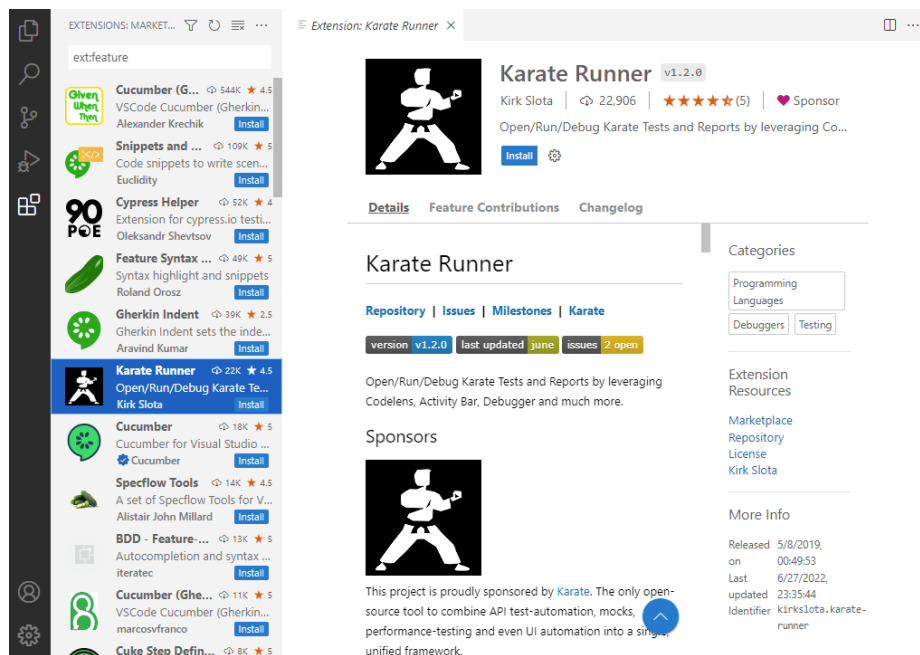 EXTENSIONS: MARKET...
ext:feature
Cucumber (G... 544K ★ 4.5
VSCode Cucumber (Gherkin...
Alexander Krechik Install
Given
When
Then
Snippets and ... 109K ★ 5
Code snippets to write scen...
Euclidity Install
Cypress Helper 52K ★ 4
Extension for cypress.io testi...
Oleksandr Shevtsov Install
90
POE
Feature Syntax ... 49K ★ 5
Syntax highlight and snippets
Roland Orosz Install
Gherkin Indent 39K ★ 2.5
Gherkin Indent sets the inde...
Aravind Kumar Install
Karate Runner 22K ★ 4.5
Open/Run/Debug Karate Te...
Kirk Slota Install
Cucumber 18K ★ 5
Cucumber for Visual Studio ...
Cucumber Install
Specflow Tools 14K ★ 4.5
A set of Specflow Tools for V...
Alistair John Millard Install
BDD - Feature-... 13K ★ 5
Autocompletion and syntax ...
iteratec Install
Cucumber (Ghe... 11K ★ 5
VSCode Cucumber (Gherkin...
marcosvfranco Install
Cuke Step Defin... 8K ★ 5
Extension: Karate Runner
Karate Runner v1.2.0
Kirk Slota | 22,906 | ★★★★★(5) | Sponsor
Open/Run/Debug Karate Tests and Reports by leveraging Co...
Install
Details Feature Contributions Changelog
Karate Runner
Repository | Issues | Milestones | Karate
version v1.2.0 last updated june issues 2 open
Open/Run/Debug Karate Tests and Reports by leveraging
Codelens, Activity Bar, Debugger and much more.
Sponsors
This project is proudly sponsored by Karate. The only open-
source tool to combine API test-automation, mocks,
performance-testing and even UI automation into a single,
unified framework.
Categories
Programming
Languages
Debuggers Testing
Extension
Resources
Marketplace
Repository
License
Kirk Slota
More Info
Released 5/8/2019,
on 00:49:53
Last 6/27/2022,
updated 23:35:44
Identifier kirkslota.karate-
runner